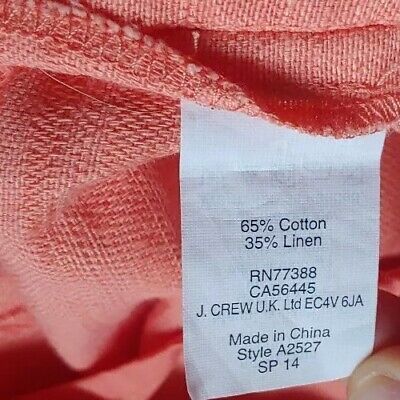 65% Cotton
35% Linen
RN77388
CA56445
J. CREW U.K. Ltd EC4V 6JA
Made in China
Style A2527
SP 14